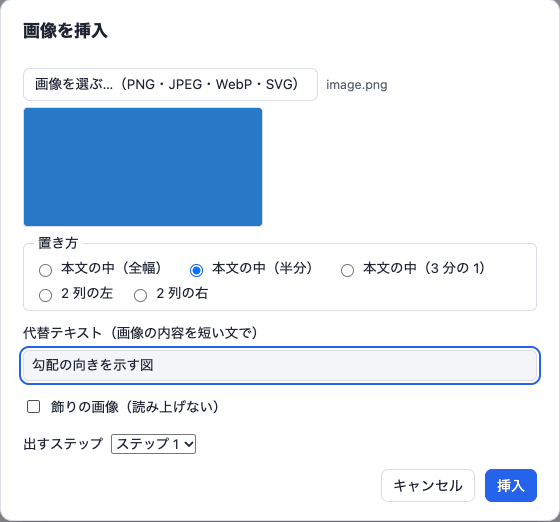 画像を挿入
画像を選ぶ...（PNG・JPEG・WebP・SVG） image.png
置き方
本文の中（全幅） 本文の中（半分） 本文の中（3 分の 1）
2 列の左 2 列の右
代替テキスト（画像の内容を短い文で）
勾配の向きを示す図
飾りの画像（読み上げない）
出すステップ ステップ 1
キャンセル 挿入